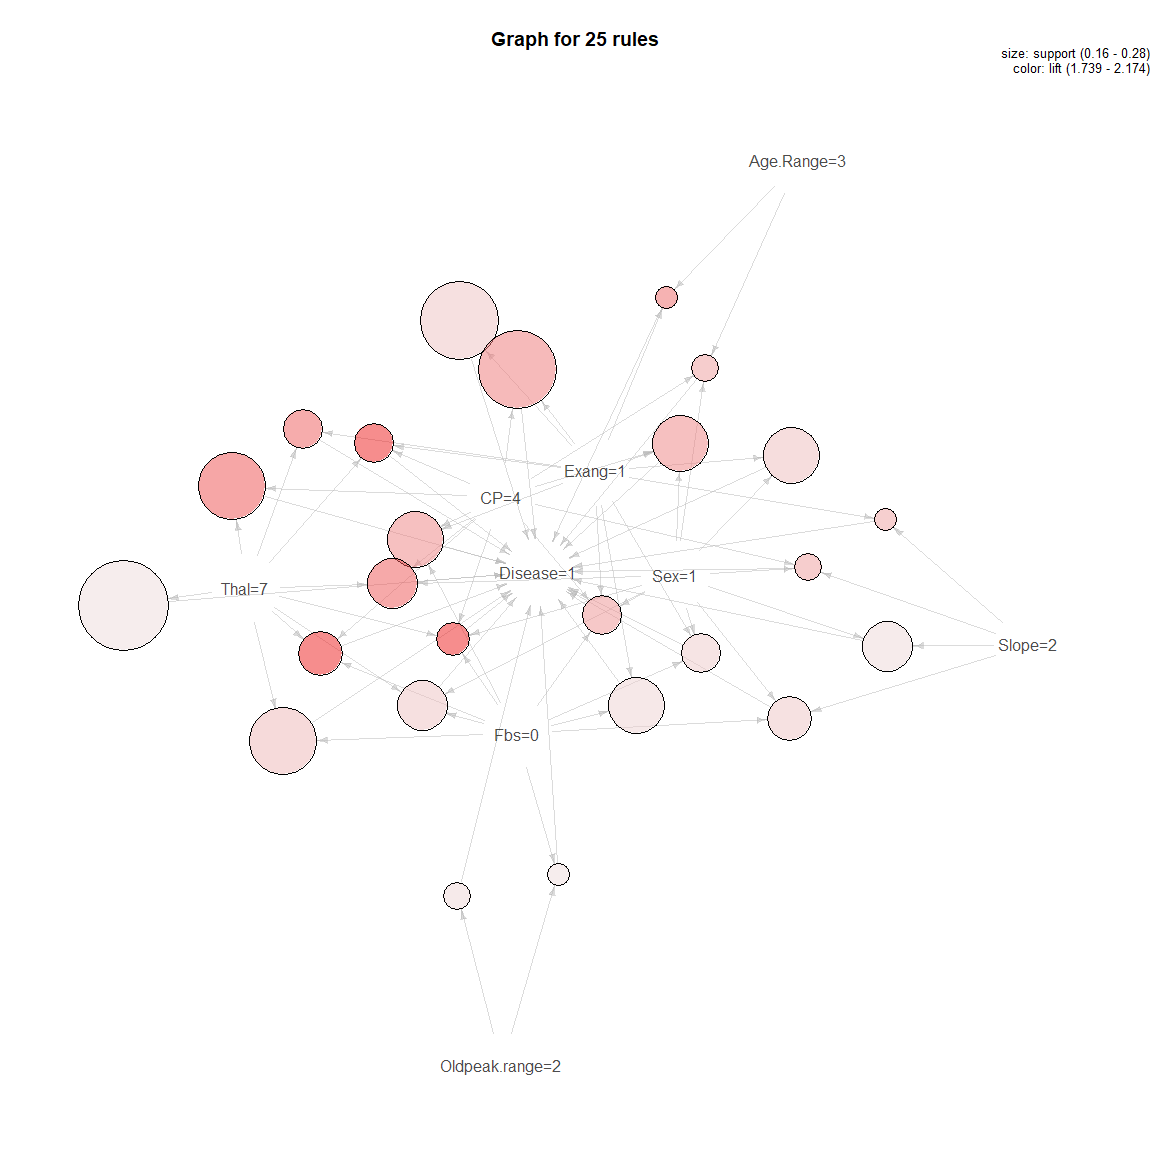 Graph for 25 rules
size: support (0.16 - 0.28)
color: lift (1.739 - 2.174)
Age.Range=3
Exang=1
CP=4
Disease=1
Sex=1
Thal=7
Slope=2
Fbs=0
Oldpeak.range=2